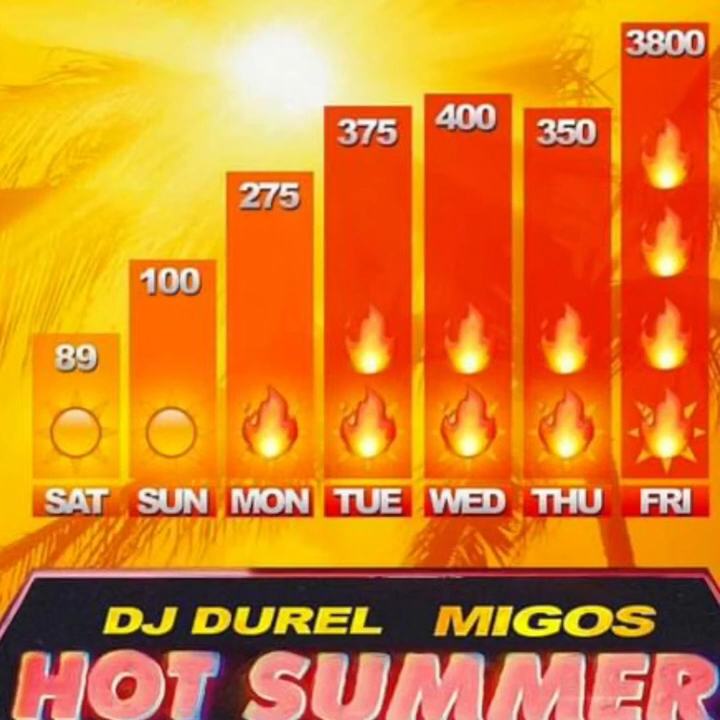 3800
400
375
350
275
100
89
SAT SUN MON TUE WED THU FRI
DJ DUREL MIGOS
HOT SUMMER